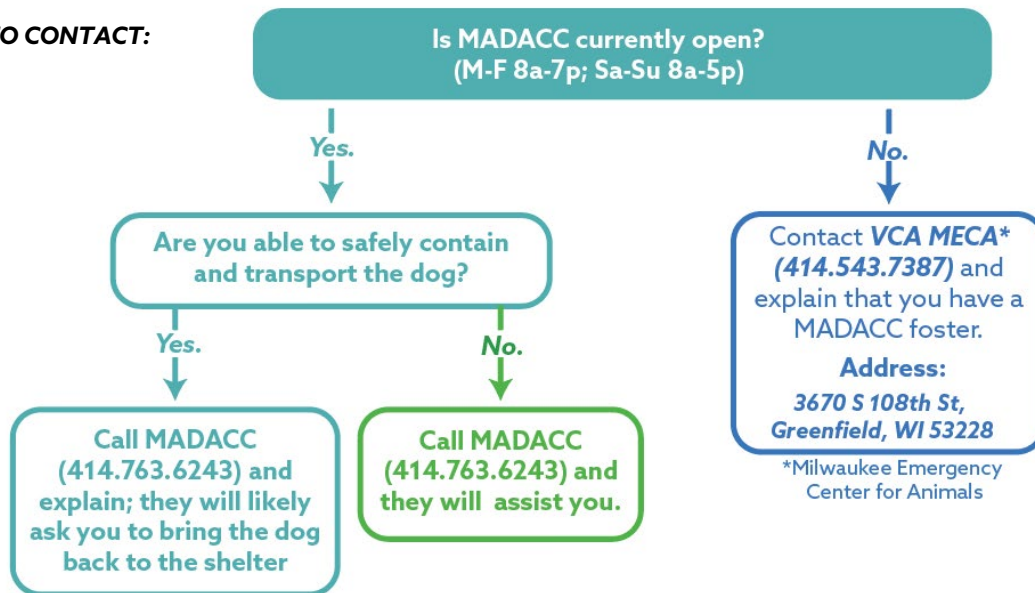 TO CONTACT:
Is MADACC currently open?
(M-F 8a-7p; Sa-Su 8a-5p)
Yes.
No.
Are you able to safely contain
and transport the dog?
Contact VCA MECA*
(414.543.7387) and
explain that you have a
MADACC foster.
Address:
3670 S 108th St,
Greenfield, WI 53228
*Milwaukee Emergency
Center for Animals
Yes.
No.
Call MADACC
(414.763.6243) and
explain; they will likely
ask you to bring the dog
back to the shelter
Call MADACC
(414.763.6243) and
they will assist you.